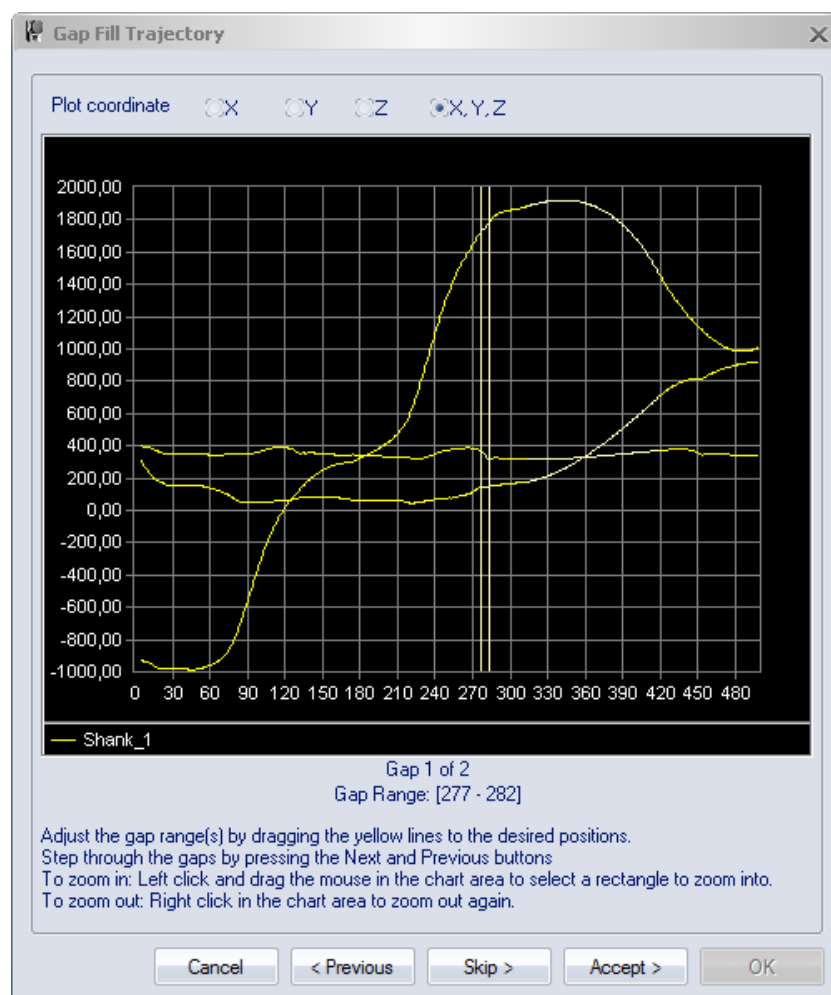 Gap Fill Trajectory
Plot coordinate X Y Z X, Y, Z
2000,00
1800,00
1600,00
1400,00
1200,00
1000,00
800,00
600,00
400,00
200,00
0,00
-200,00
-400,00
-600,00
-800,00
-1000,00
0 30 60 90 120 150 180 210 240 270 300 330 360 390 420 450 480
Shank_1
Gap 1 of 2
Gap Range: [277 - 282]
Adjust the gap range(s) by dragging the yellow lines to the desired positions.
Step through the gaps by pressing the Next and Previous buttons
To zoom in: Left click and drag the mouse in the chart area to select a rectangle to zoom into.
To zoom out: Right click in the chart area to zoom out again.
Cancel < Previous Skip > Accept > OK